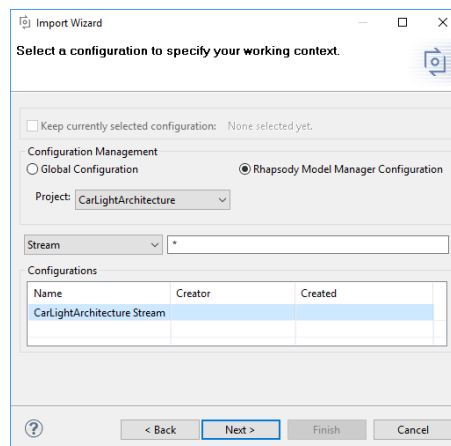 Import Wizard
Select a configuration to specify your working context.
Keep currently selected configuration: None selected yet.
Configuration Management
Global Configuration Rhapsody Model Manager Configuration
Project: CarLightArchitecture
Stream *
Configurations
Name Creator Created
CarLightArchitecture Stream
? < Back Next > Finish Cancel